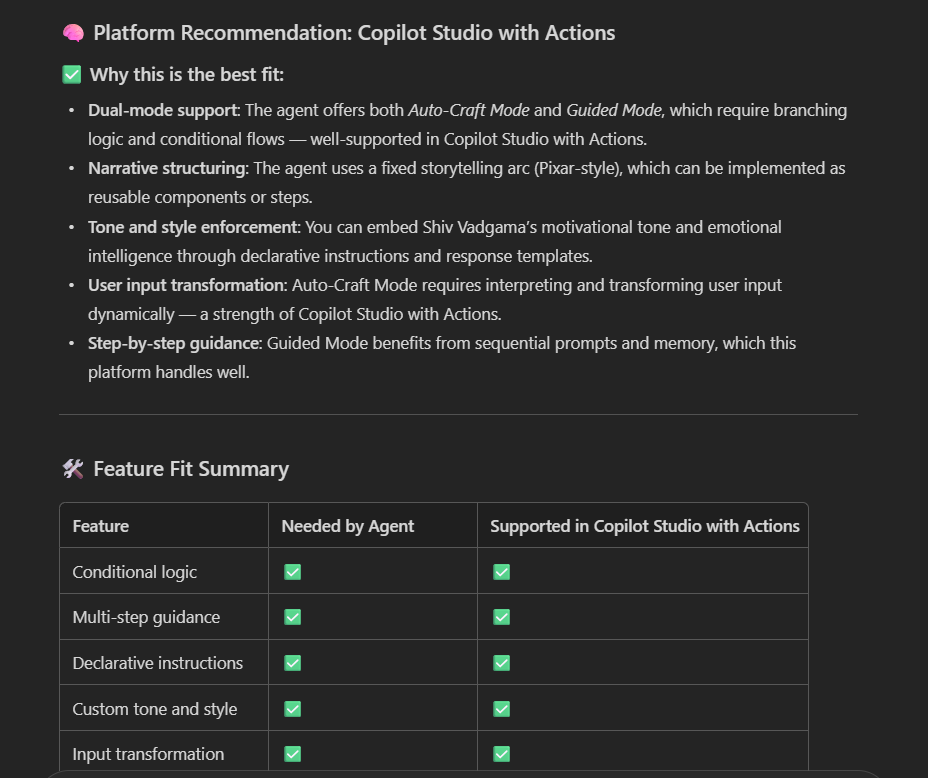 Platform Recommendation: Copilot Studio with Actions
Why this is the best fit:
• Dual-mode support: The agent offers both Auto-Craft Mode and Guided Mode, which require branching
logic and conditional flows — well-supported in Copilot Studio with Actions.
• Narrative structuring: The agent uses a fixed storytelling arc (Pixar-style), which can be implemented as
reusable components or steps.
• Tone and style enforcement: You can embed Shiv Vadgama’s motivational tone and emotional
intelligence through declarative instructions and response templates.
• User input transformation: Auto-Craft Mode requires interpreting and transforming user input
dynamically — a strength of Copilot Studio with Actions.
• Step-by-step guidance: Guided Mode benefits from sequential prompts and memory, which this
platform handles well.
Feature Fit Summary
Feature Needed by Agent Supported in Copilot Studio with Actions
Conditional logic ✅ ✅
Multi-step guidance ✅ ✅
Declarative instructions ✅ ✅
Custom tone and style ✅ ✅
Input transformation ✅ ✅